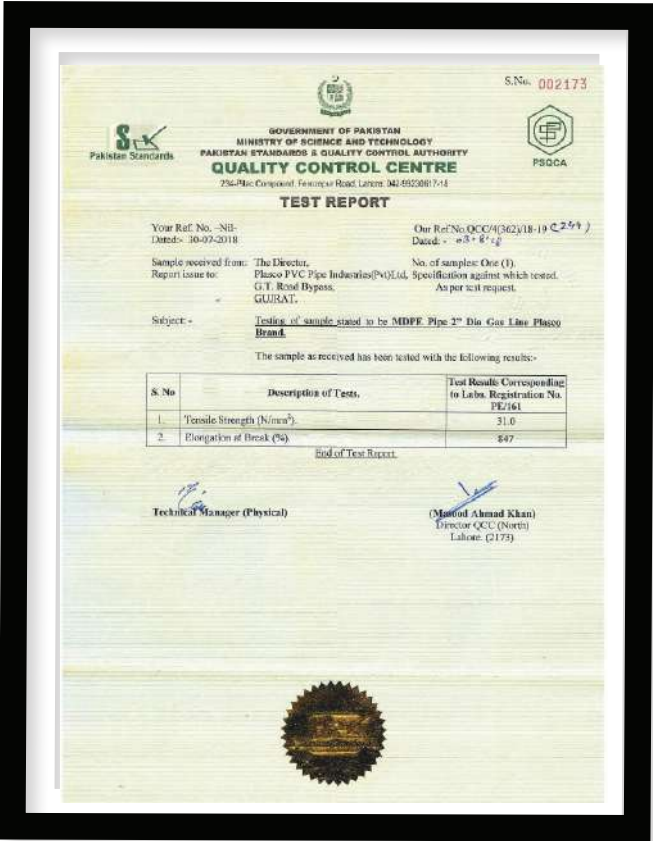 S.No. 002173
GOVERNMENT OF PAKISTAN
MINISTRY OF SCIENCE AND TECHNOLOGY
PAKISTAN STANDARDS & QUALITY CONTROL AUTHORITY
Pakistan Standards
PSQCA
QUALITY CONTROL CENTRE
Road, Lahore.
TEST REPORT
Your Ref. No. –Nil-
Our Ref.No.QCC/4(362)/18-19
Dated:- 30-07-2018
Dated: -
Sample received from: The Director,
No. of samples: One (1).
Report issue to: Plasco PVC Pipe Industries(Pvt)Ltd,
Specification against which tested.
G.T. Road Bypass,
As per test request.
GUJRAT.
Subject: - Testing of sample stated to be MDPE Pipe 2" Dia Gas Line Plasco
Brand.
The sample as received has been tested with the following results:-
S. No Description of Tests. Test Results Corresponding
to Labs. Registration No.
PE/161
1. Tensile Strength (N/mm²). 31.0
2. Elongation at Break (%). 847
End of Test Report.
Technical Manager (Physical)
(Masood Ahmad Khan)
Director QCC (North)
Lahore. (2173)